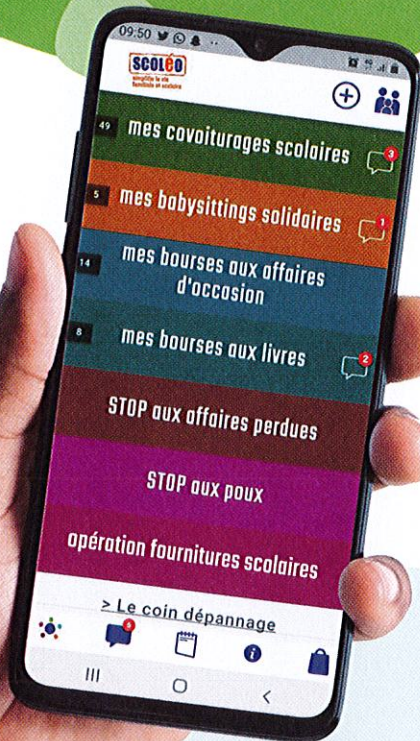 09:50
SCOLÉO
simplifie la vie
familiale et scolaire
49 mes covoiturages scolaires 3
5 mes babysittings solidaires 1
14 mes bourses aux affaires
d'occasion
8 mes bourses aux livres 2
STOP aux affaires perdues
STOP aux poux
opération fournitures scolaires
> Le coin dépannage
5